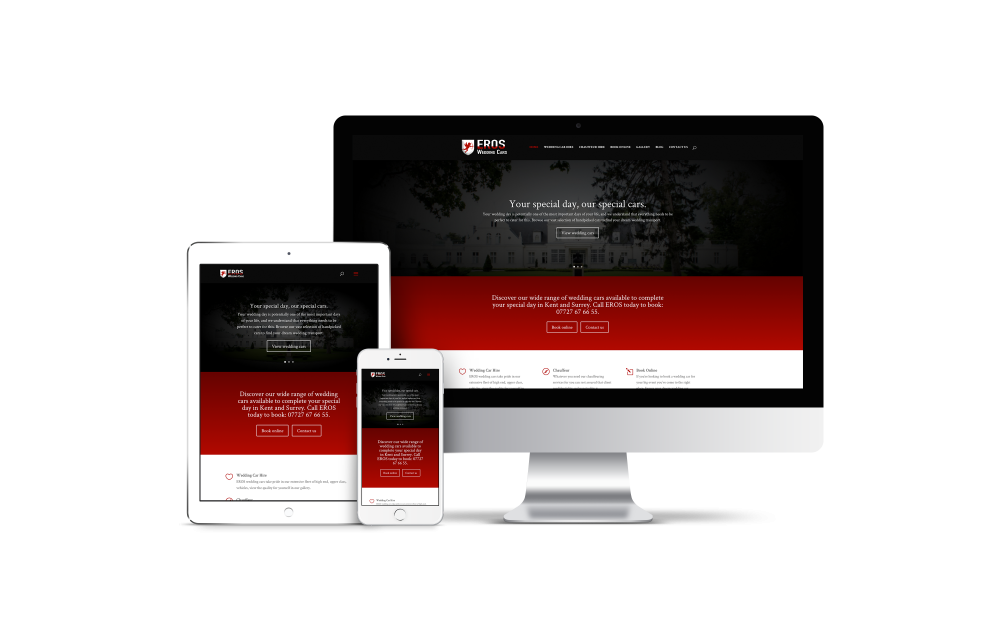 EROS
WEDDING CARS
HOME
WEDDING CAR HIRE
CHAUFFEUR HIRE
BOOK ONLINE
GALLERY
BLOG
CONTACT US
Your special day, our special cars.
Your wedding day is potentially one of the most important days of your life, and we understand that everything needs to be
perfect to cater for this. Browse our vast selection of handpicked cars to find your dream wedding transport
View wedding cars
Discover our wide range of wedding cars available to complete
your special day in Kent and Surrey. Call EROS today to book:
07727 67 66 55.
Book online
Contact us
Wedding Car Hire
EROS wedding cars take pride in our
extensive fleet of high end, upper class,
Chauffeur
Book Online
EROS
WEDDING CARS
Your special day, our special cars.
Your wedding day is potentially one of the most important days
of your life, and we understand that everything needs to be
perfect to cater for this. Browse our vast selection of handpicked
cars to find your dream wedding transport
View wedding cars
Discover our wide range of wedding
cars available to complete your special
day in Kent and Surrey. Call EROS
today to book: 07727 67 66 55.
Book online
Contact us
Wedding Car Hire
EROS wedding cars take pride in our extensive fleet of high end, upper class,
vehicles. view the quality for yourself in our gallery.
Chauffeur
EROS
Your special day, our special cars.
View wedding cars
Discover our wide range of
wedding cars available to
complete your special day in
Kent and Surrey. Call
EROS today to book: 07727
67 66 55.
Book online
Contact us
Wedding Car Hire